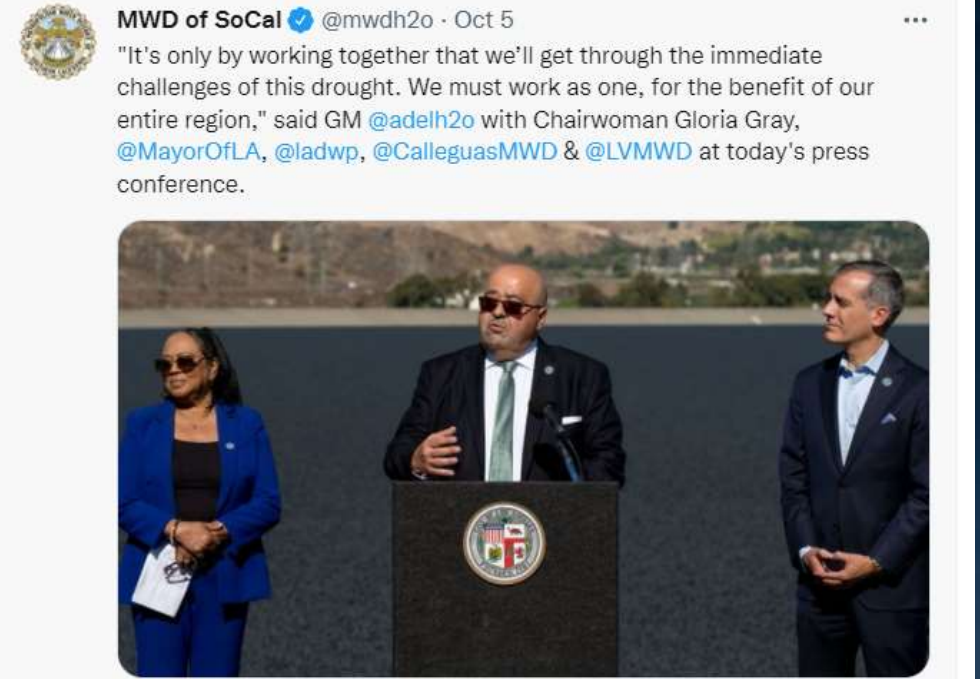 MWD of SoCal @mwdh2o · Oct 5
"It's only by working together that we'll get through the immediate
challenges of this drought. We must work as one, for the benefit of our
entire region," said GM @adelh2o with Chairwoman Gloria Gray,
@MayorOfLA, @ladwp, @CalleguasMWD & @LVMWD at today's press
conference.